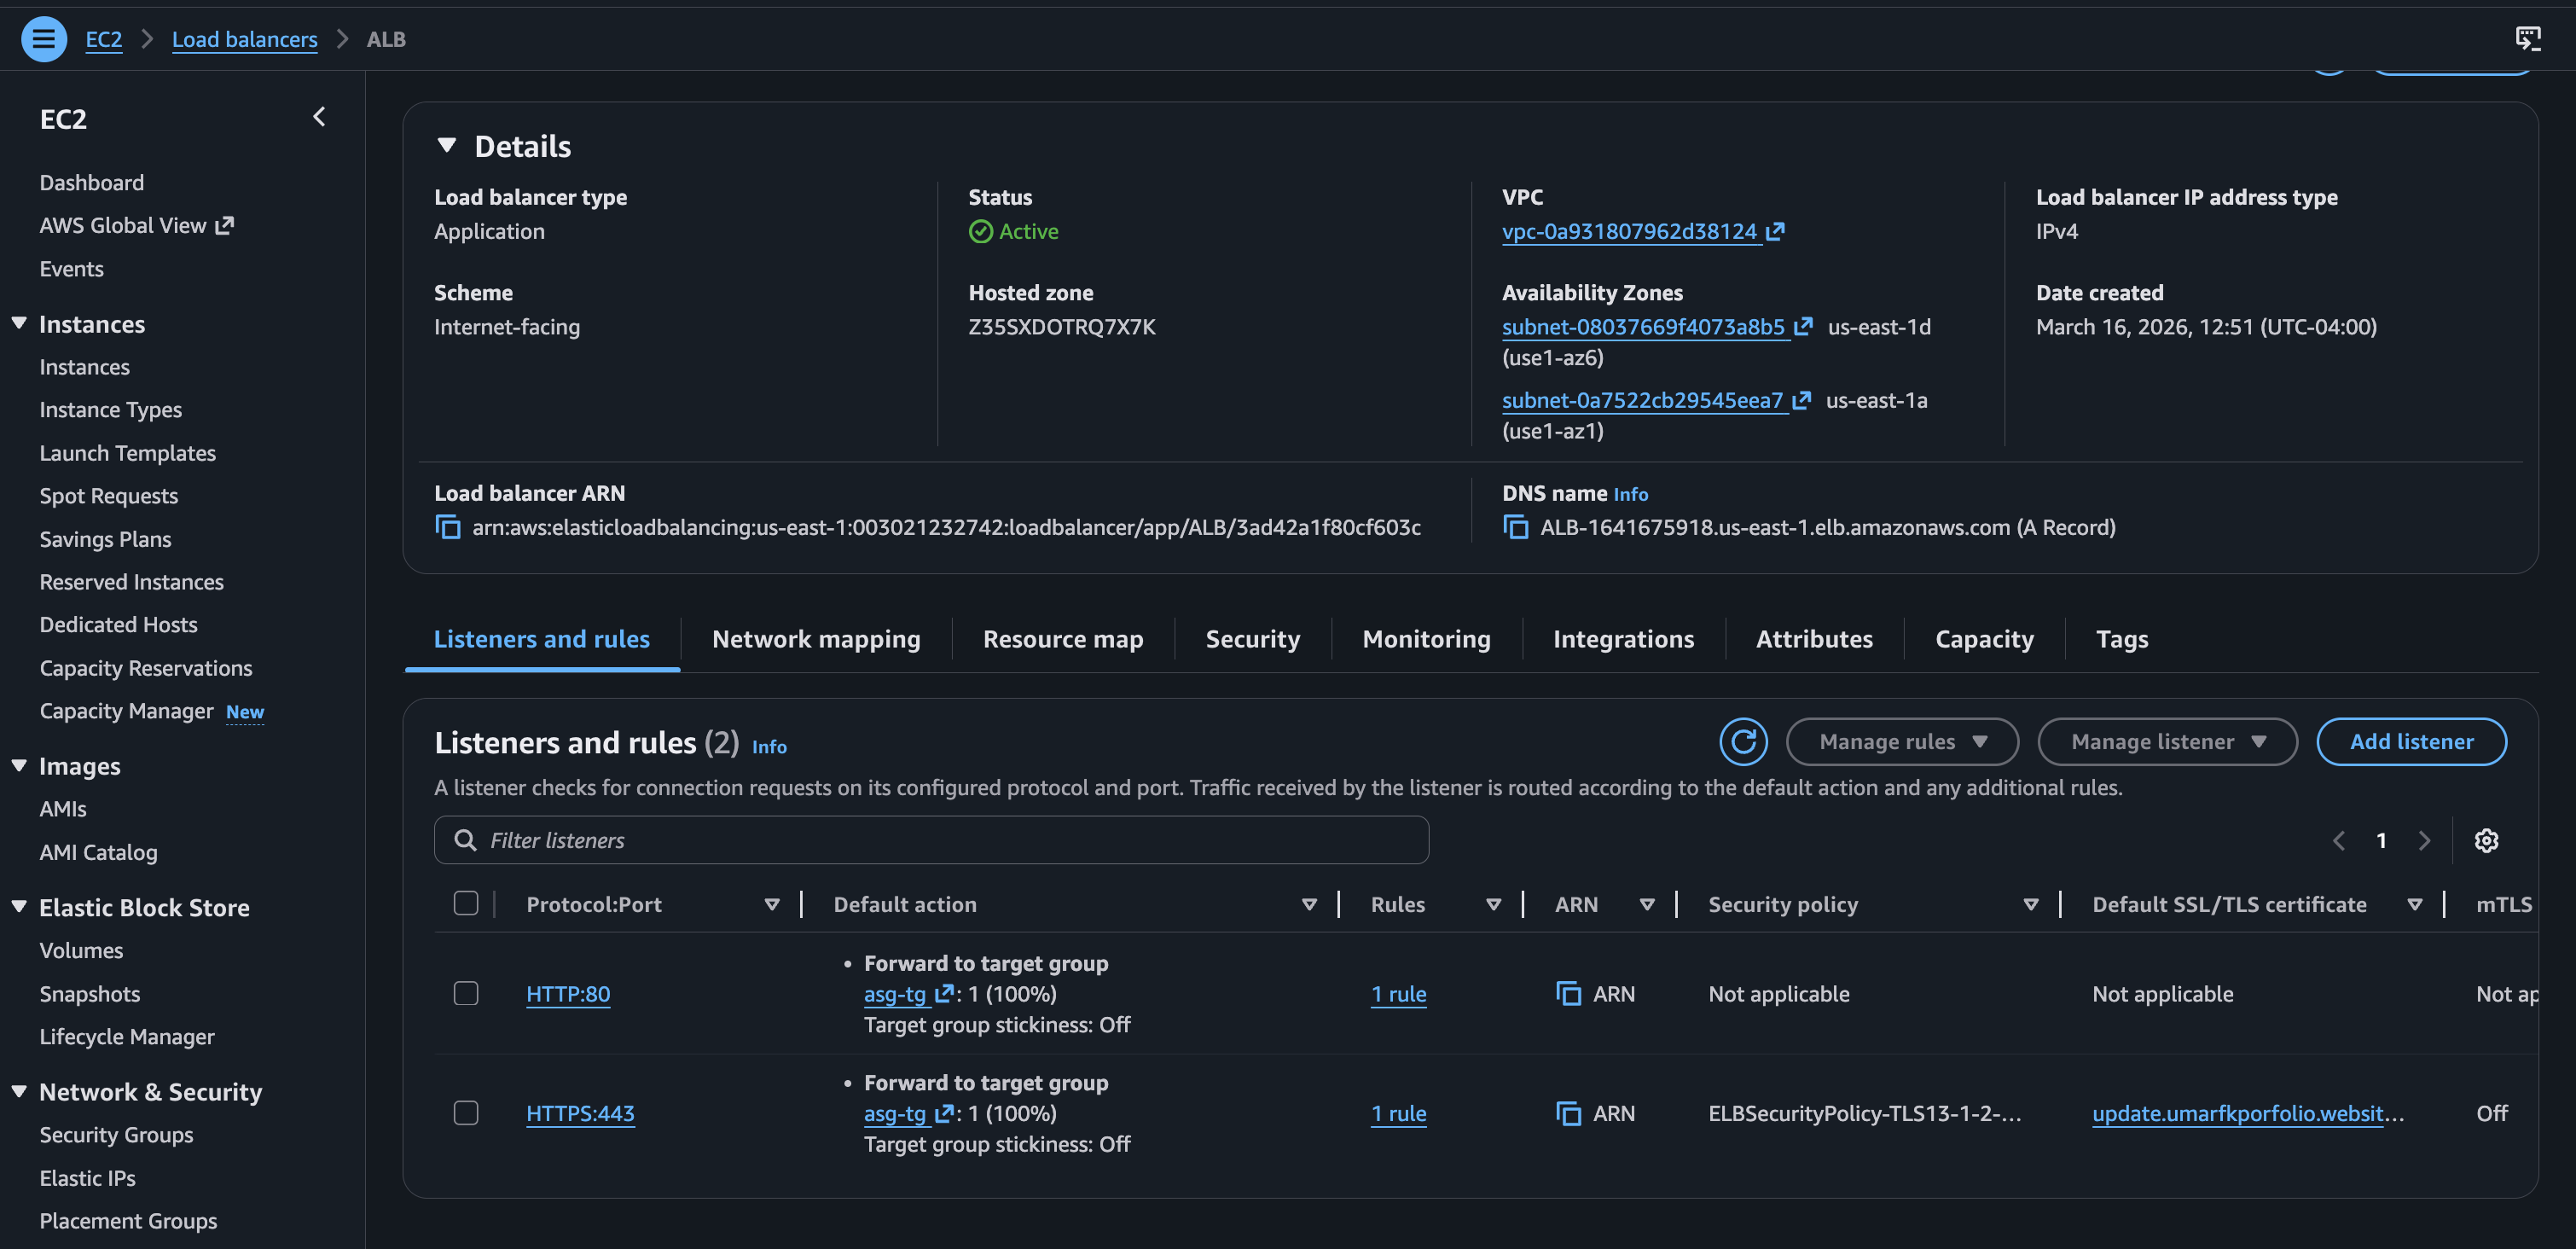 EC2 > Load balancers > ALB
EC2
Dashboard
AWS Global View
Events
Instances
Instances
Instance Types
Launch Templates
Spot Requests
Savings Plans
Reserved Instances
Dedicated Hosts
Capacity Reservations
Capacity Manager New
Images
AMIs
AMI Catalog
Elastic Block Store
Volumes
Snapshots
Lifecycle Manager
Network & Security
Security Groups
Elastic IPs
Placement Groups
Details
Load balancer type
Application
Status
Active
VPC
vpc-0a931807962d38124
Load balancer IP address type
IPv4
Scheme
Internet-facing
Hosted zone
Z35SXDOTRQ7X7K
Availability Zones
subnet-08037669f4073a8b5 us-east-1d
(use1-az6)
subnet-0a7522cb29545eea7 us-east-1a
(use1-az1)
Date created
March 16, 2026, 12:51 (UTC-04:00)
Load balancer ARN
arn:aws:elasticloadbalancing:us-east-1:003021232742:loadbalancer/app/ALB/3ad42a1f80cf603c
DNS name Info
ALB-1641675918.us-east-1.elb.amazonaws.com (A Record)
Listeners and rules Network mapping Resource map Security Monitoring Integrations Attributes Capacity Tags
Listeners and rules (2) Info
Manage rules Manage listener Add listener
A listener checks for connection requests on its configured protocol and port. Traffic received by the listener is routed according to the default action and any additional rules.
Filter listeners
1
Protocol:Port Default action Rules ARN Security policy Default SSL/TLS certificate mTLS
• Forward to target group
HTTP:80 asg-tg : 1 (100%) 1 rule ARN Not applicable Not applicable Not ap
Target group stickiness: Off
• Forward to target group
HTTPS:443 asg-tg : 1 (100%) 1 rule ARN ELBSecurityPolicy-TLS13-1-2-... update.umarfkporfolio.websit... Off
Target group stickiness: Off